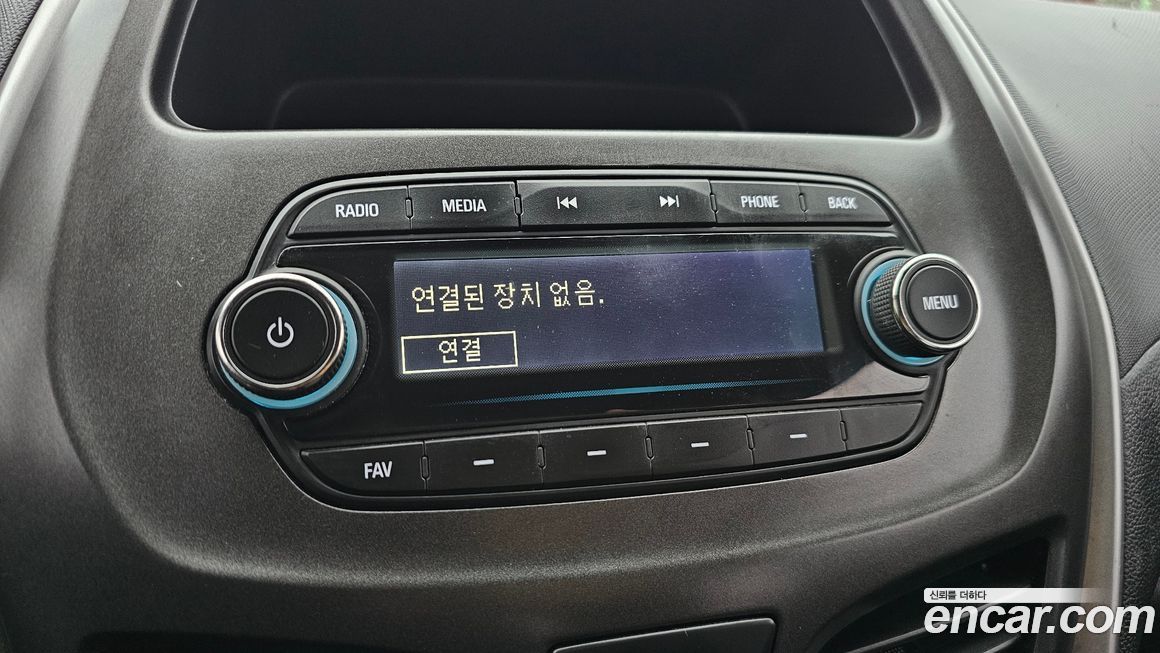 RADIO
MEDIA
PHONE
BACK
연결된 장치 없음.
연결
MENU
FAV
신뢰를 더하다
encar.com